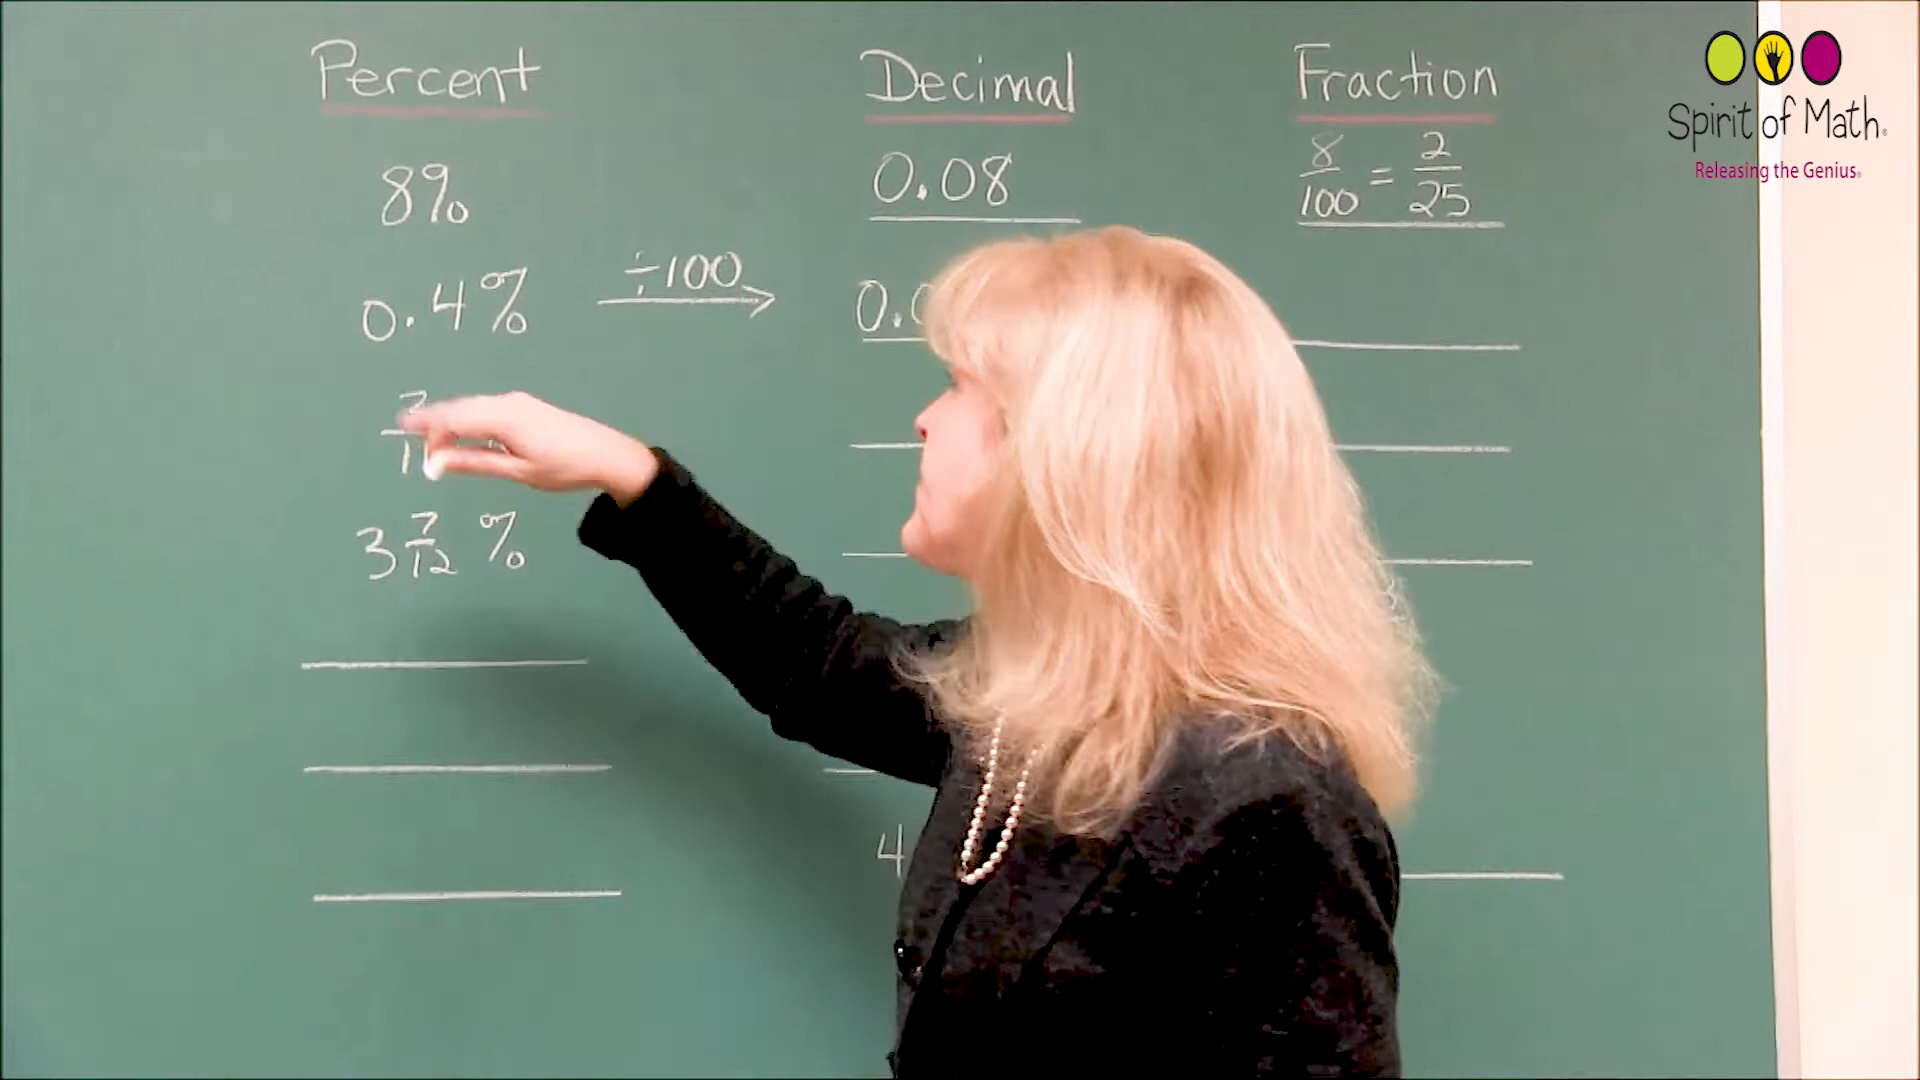 Percent Decimal Fraction
8% 0.08 8/100 = 2/25
0.4% ÷100 0.0
3 7/12 %
4
Spirit of Math
Releasing the Genius